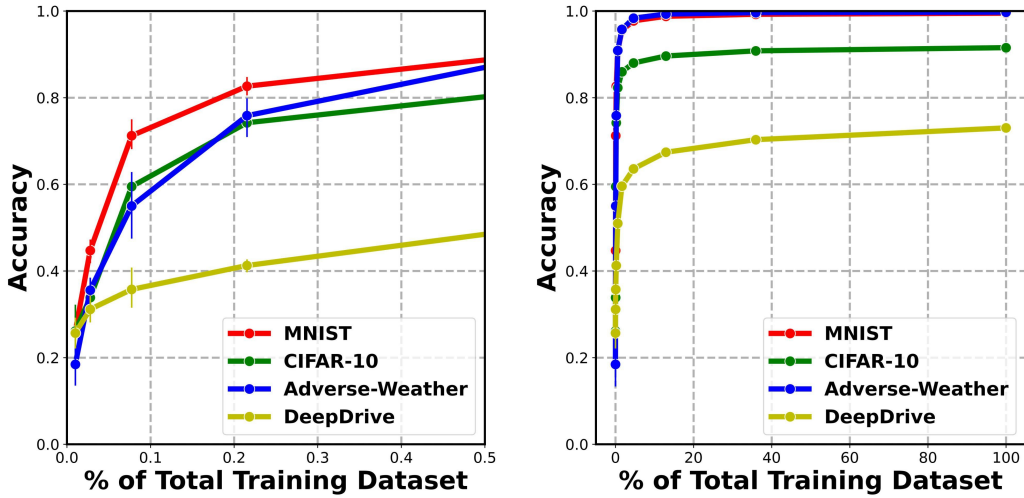 1.0
0.8
0.6
0.4
0.2
0.0
Accuracy
0.0 0.1 0.2 0.3 0.4 0.5
% of Total Training Dataset
MNIST
CIFAR-10
Adverse-Weather
DeepDrive
1.0
0.8
0.6
0.4
0.2
0.0
Accuracy
0 20 40 60 80 100
% of Total Training Dataset
MNIST
CIFAR-10
Adverse-Weather
DeepDrive